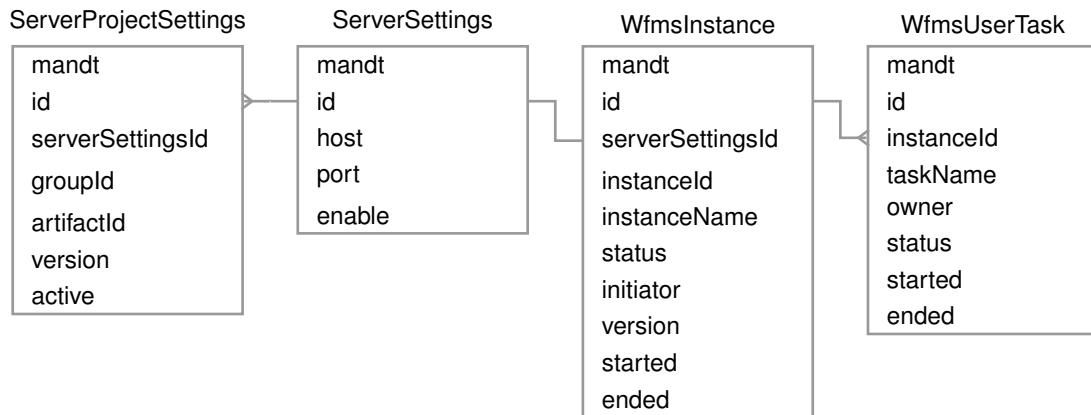 ServerProjectSettings
mandt
id
serverSettingsId
groupId
artifactId
version
active
ServerSettings
mandt
id
host
port
enable
WfmsInstance
mandt
id
serverSettingsId
instanceId
instanceName
status
initiator
version
started
ended
WfmsUserTask
mandt
id
instanceId
taskName
owner
status
started
ended